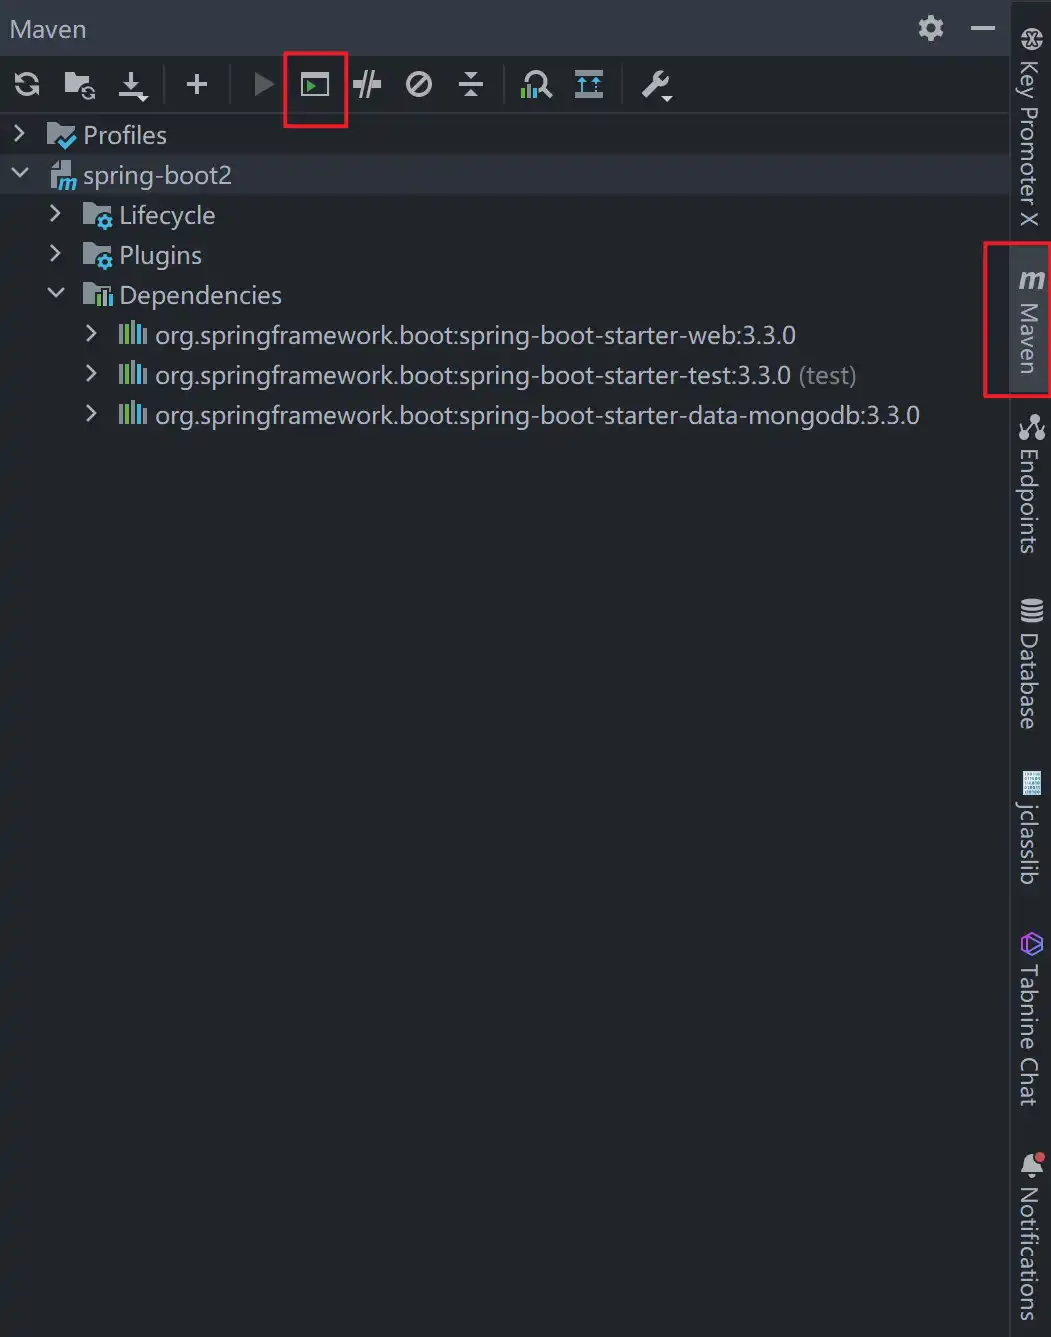 Maven
Profiles
spring-boot2
Lifecycle
Plugins
Dependencies
org.springframework.boot:spring-boot-starter-web:3.3.0
org.springframework.boot:spring-boot-starter-test:3.3.0 (test)
org.springframework.boot:spring-boot-starter-data-mongodb:3.3.0
Key Promoter X
Maven
Endpoints
Database
jclasslib
Tabnine Chat
Notifications